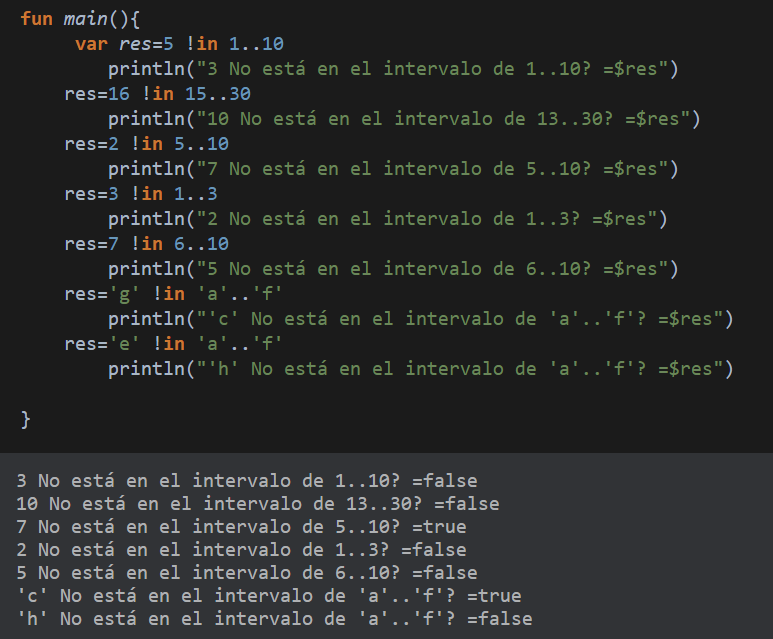 fun main(){
var res=5 !in 1..10
println("3 No está en el intervalo de 1..10? =$res")
res=16 !in 15..30
println("10 No está en el intervalo de 13..30? =$res")
res=2 !in 5..10
println("7 No está en el intervalo de 5..10? =$res")
res=3 !in 1..3
println("2 No está en el intervalo de 1..3? =$res")
res=7 !in 6..10
println("5 No está en el intervalo de 6..10? =$res")
res='g' !in 'a'..'f'
println("'c' No está en el intervalo de 'a'..'f'? =$res")
res='e' !in 'a'..'f'
println("'h' No está en el intervalo de 'a'..'f'? =$res")
}
3 No está en el intervalo de 1..10? =false
10 No está en el intervalo de 13..30? =false
7 No está en el intervalo de 5..10? =true
2 No está en el intervalo de 1..3? =false
5 No está en el intervalo de 6..10? =false
'c' No está en el intervalo de 'a'..'f'? =true
'h' No está en el intervalo de 'a'..'f'? =false